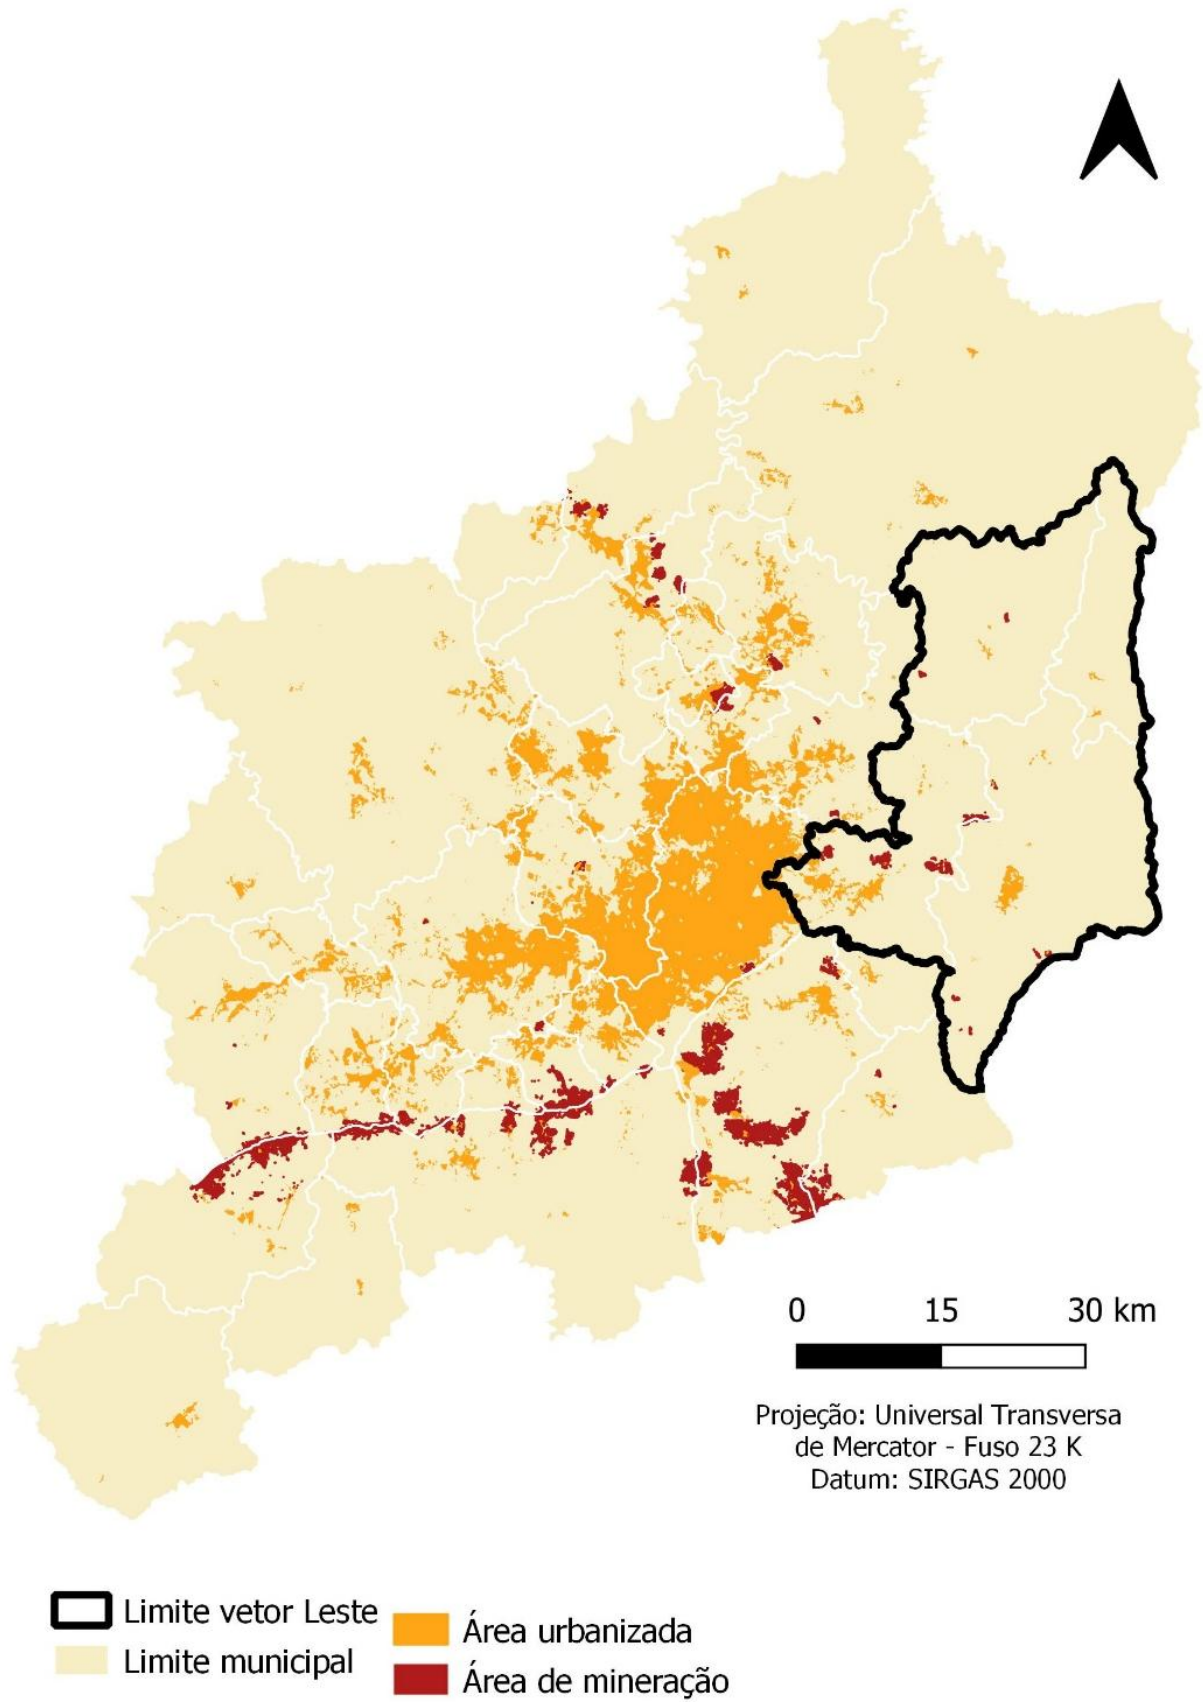 0 15 30 km
Projeção: Universal Transversa
de Mercator - Fuso 23 K
Datum: SIRGAS 2000
Limite vetor Leste
Limite municipal
Área urbanizada
Área de mineração